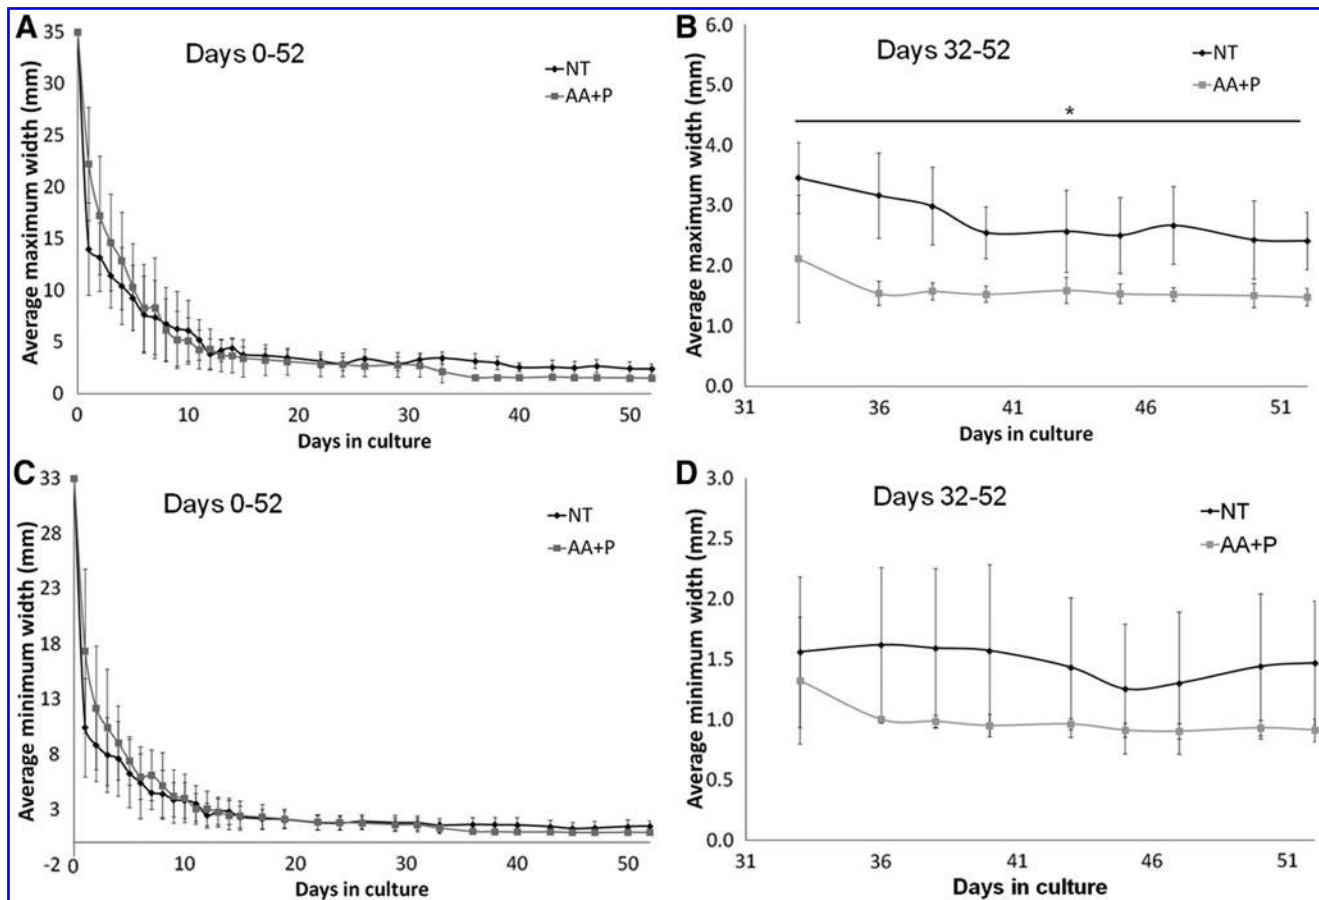 A
Days 0-52
NT
AA+P
Average maximum width (mm)
35
30
25
20
15
10
5
0
0 10 20 30 40 50
Days in culture
B
Days 32-52
NT
AA+P
*
Average maximum width (mm)
6.0
5.0
4.0
3.0
2.0
1.0
0.0
31 36 41 46 51
Days in culture
C
Days 0-52
NT
AA+P
Average minimum width (mm)
33
28
23
18
13
8
3
-2
0 10 20 30 40 50
Days in culture
D
Days 32-52
NT
AA+P
Average minimum width (mm)
3.0
2.5
2.0
1.5
1.0
0.5
0.0
31 36 41 46 51
Days in culture